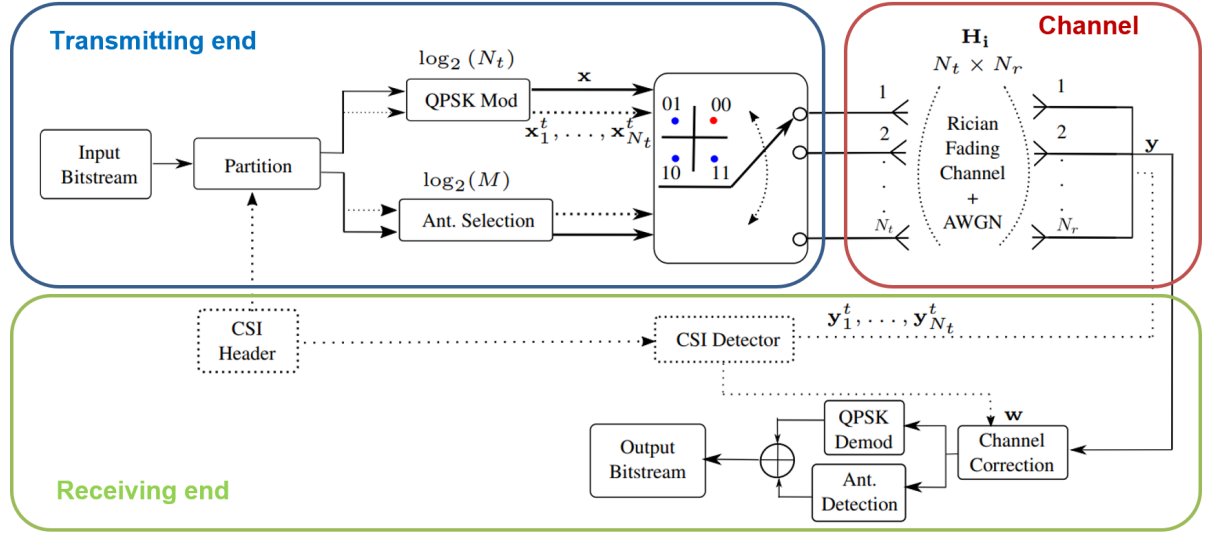 Transmitting end
Channel
log₂ (Nₜ)
QPSK Mod
x
x₁ᵗ, . . . , xᵗ_Nₜ
Input
Bitstream
Partition
log₂(M)
Ant. Selection
01 00
10 11
Hᵢ
Nₜ × Nᵣ
1
2
.
.
Nₜ
Rician
Fading
Channel
+
AWGN
1
2
.
.
Nᵣ
y
CSI
Header
CSI Detector
y₁ᵗ, . . . , yᵗ_Nₜ
w
Channel
Correction
QPSK
Demod
Ant.
Detection
Output
Bitstream
Receiving end